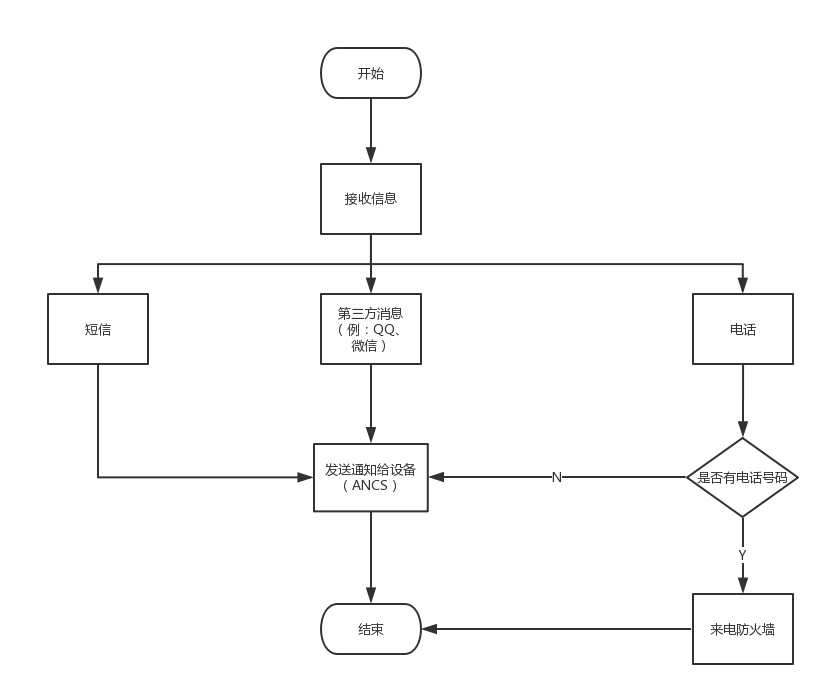 开始
接收信息
短信
第三方消息
（例：QQ、
微信）
电话
发送通知给设备
（ANCS）
N
是否有电话号码
Y
结束
来电防火墙